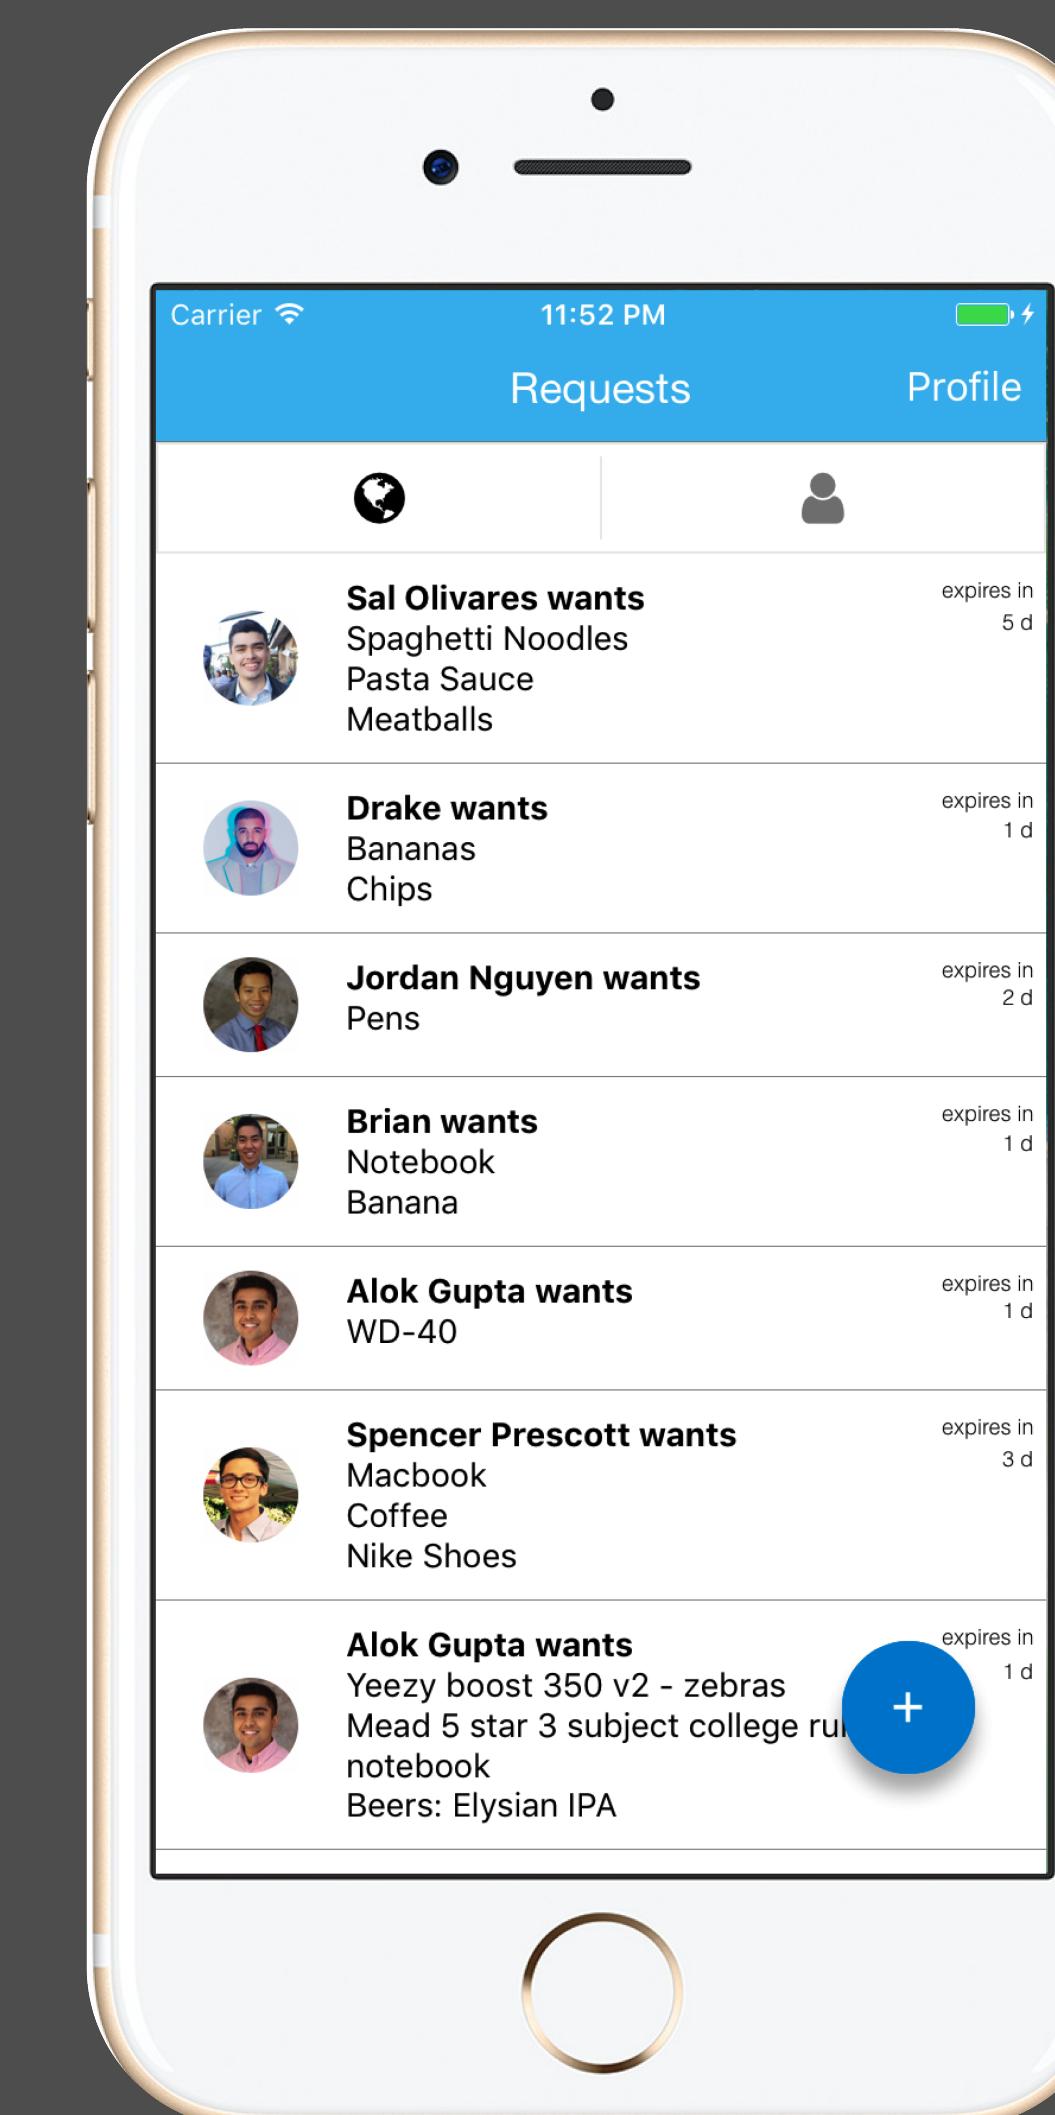 Carrier
11:52 PM
Requests
Profile
Sal Olivares wants
expires in
5 d
Spaghetti Noodles
Pasta Sauce
Meatballs
Drake wants
expires in
1 d
Bananas
Chips
Jordan Nguyen wants
expires in
2 d
Pens
Brian wants
expires in
1 d
Notebook
Banana
Alok Gupta wants
expires in
1 d
WD-40
Spencer Prescott wants
expires in
3 d
Macbook
Coffee
Nike Shoes
Alok Gupta wants
expires in
1 d
Yeezy boost 350 v2 - zebras
Mead 5 star 3 subject college
notebook
Beers: Elysian IPA
+